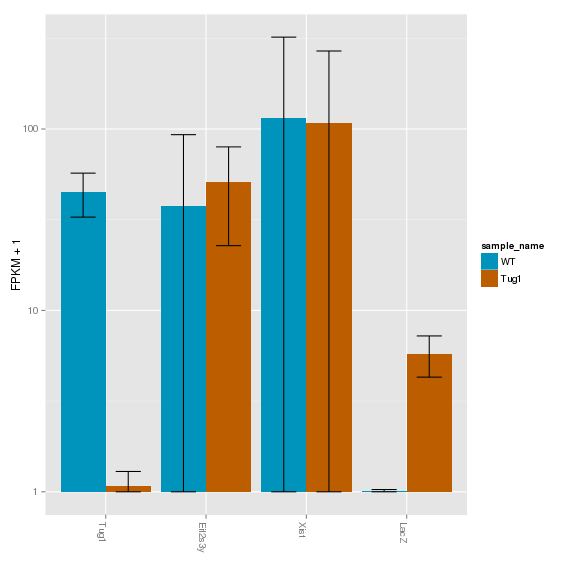 FPKM + 1
100
10
1
Tug1
Eif2s3y
Xist
LacZ
sample_name
WT
Tug1